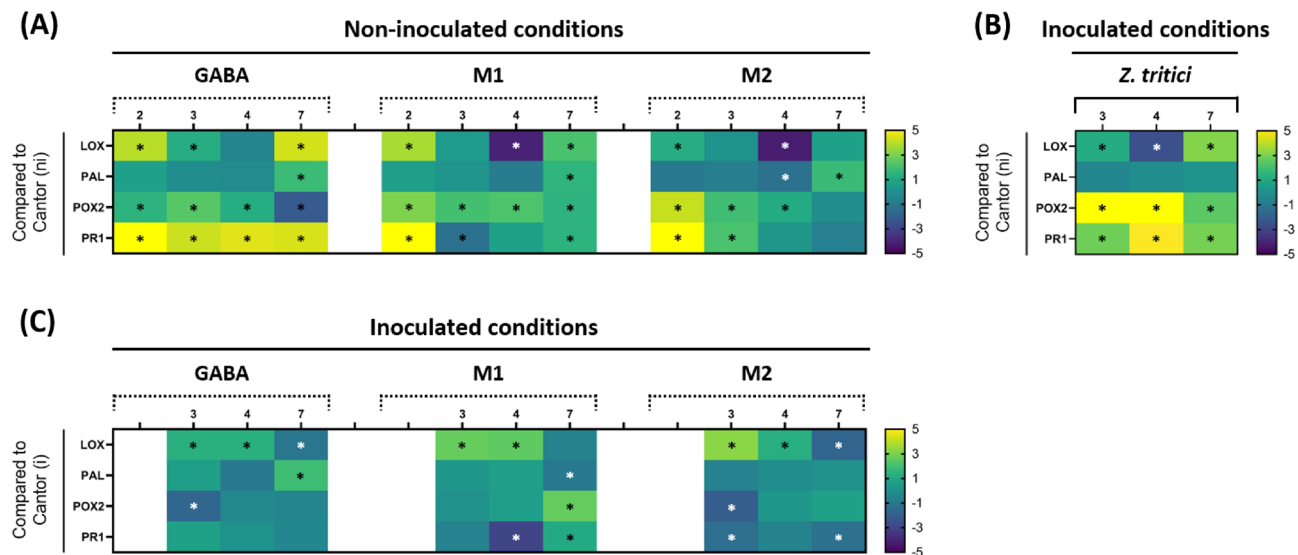 (A)
Non-inoculated conditions
GABA M1 M2
2 3 4 7 2 3 4 7 2 3 4 7
Compared to
Cantor (ni)
LOX * * * * * * * *
PAL * * * *
POX2 * * * * * * * * * * *
PR1 * * * * * * * * *
5
3
1
-1
-3
-5
(B)
Inoculated conditions
Z. tritici
3 4 7
Compared to
Cantor (ni)
LOX * * *
PAL
POX2 * * *
PR1 * * *
5
3
1
-1
-3
-5
(C)
Inoculated conditions
GABA M1 M2
3 4 7 3 4 7 3 4 7
Compared to
Cantor (i)
LOX * * * * * * * *
PAL * *
POX2 * * *
PR1 * * * *
5
3
1
-1
-3
-5